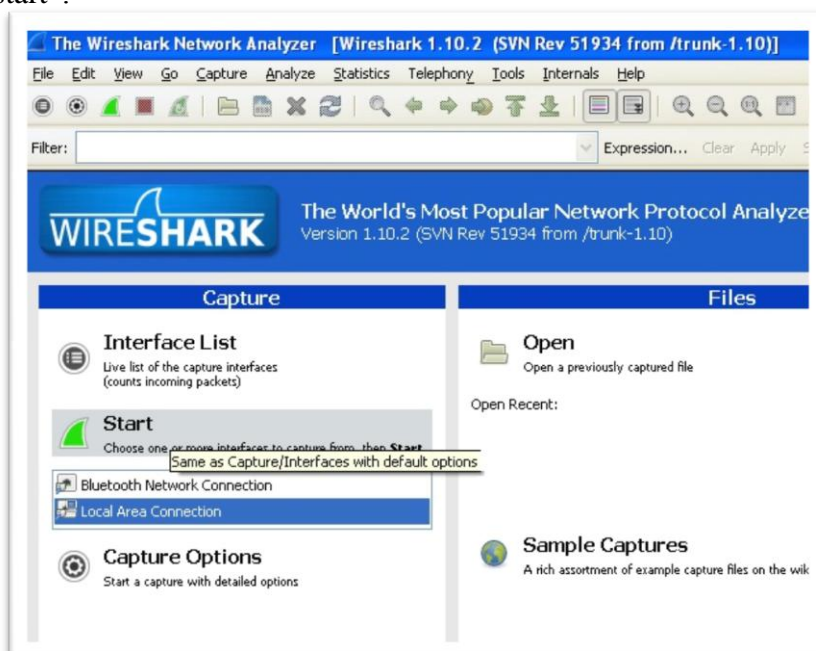 start".
The Wireshark Network Analyzer [Wireshark 1.10.2 (SVN Rev 51934 from /trunk-1.10)]
File Edit View Go Capture Analyze Statistics Telephony Tools Internals Help
Filter: Expression... Clear Apply
WIRESHARK
The World's Most Popular Network Protocol Analyze
Version 1.10.2 (SVN Rev 51934 from /trunk-1.10)
Capture
Interface List
Live list of the capture interfaces
(counts incoming packets)
Start
Choose one or more interfaces to capture from, then Start
Same as Capture/Interfaces with default options
Bluetooth Network Connection
Local Area Connection
Capture Options
Start a capture with detailed options
Files
Open
Open a previously captured file
Open Recent:
Sample Captures
A rich assortment of example capture files on the wik